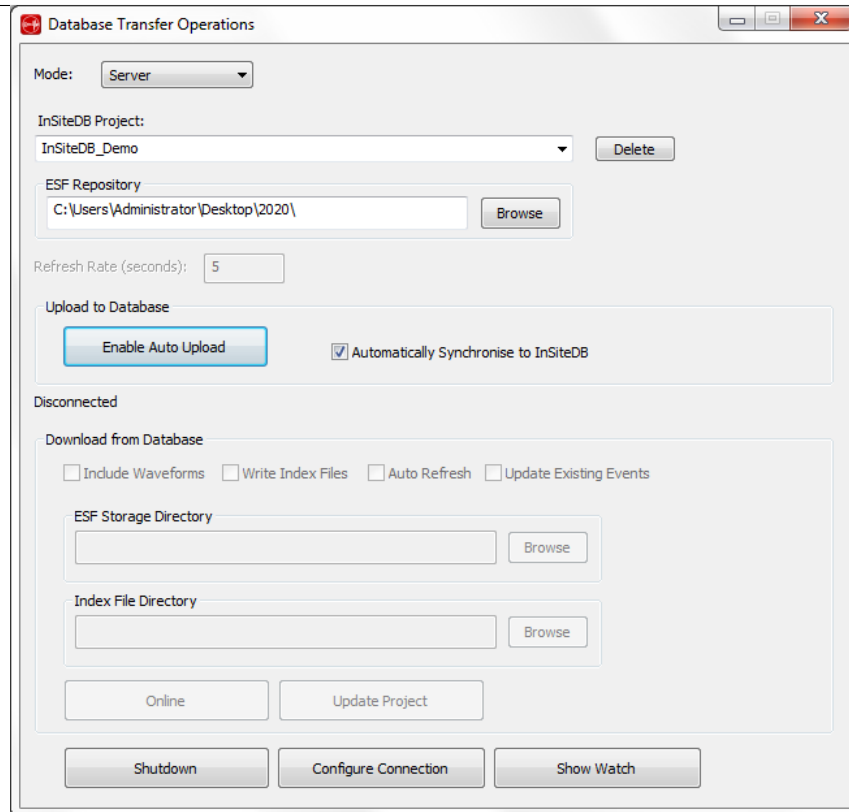 Database Transfer Operations
Mode: Server
InSiteDB Project:
InSiteDB_Demo Delete
ESF Repository
C:\Users\Administrator\Desktop\2020\ Browse
Refresh Rate (seconds): 5
Upload to Database
Enable Auto Upload Automatically Synchronise to InSiteDB
Disconnected
Download from Database
Include Waveforms Write Index Files Auto Refresh Update Existing Events
ESF Storage Directory
Browse
Index File Directory
Browse
Online Update Project
Shutdown Configure Connection Show Watch